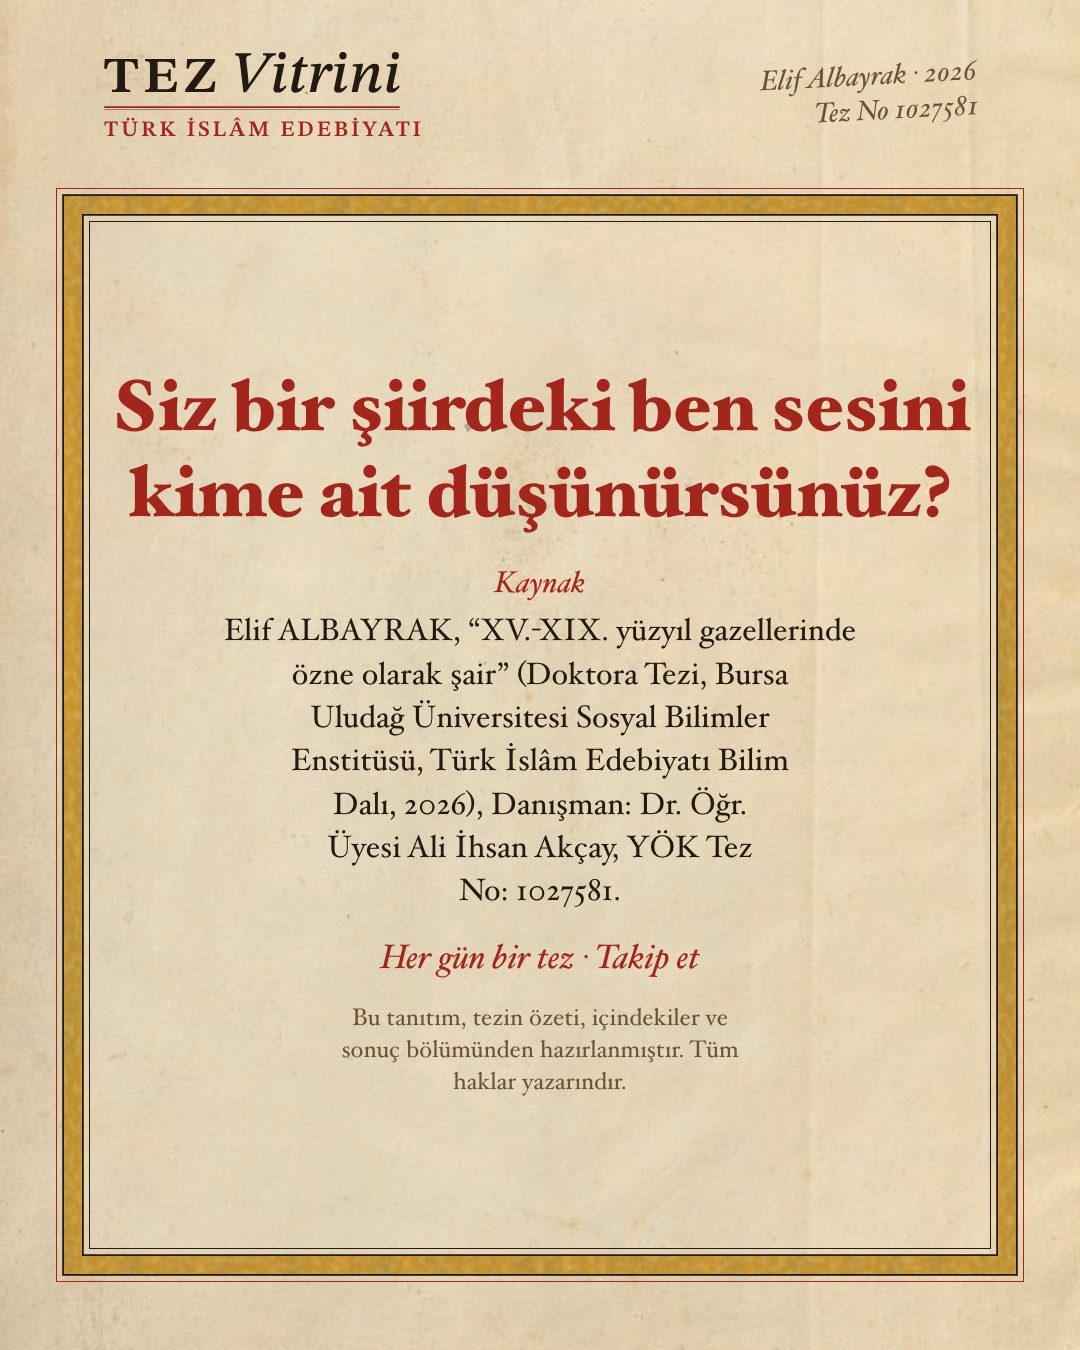 TEZ Vitrini
TÜRK İSLÂM EDEBİYATI
Elif Albayrak · 2026
Tez No 1027581
Siz bir şiirdeki ben sesini
kime ait düşünürsünüz?
Kaynak
Elif ALBAYRAK, “XV.-XIX. yüzyıl gazellerinde
özne olarak şair” (Doktora Tezi, Bursa
Uludağ Üniversitesi Sosyal Bilimler
Enstitüsü, Türk İslâm Edebiyatı Bilim
Dalı, 2026), Danışman: Dr. Öğr.
Üyesi Ali İhsan Akçay, YÖK Tez
No: 1027581.
Her gün bir tez · Takip et
Bu tanıtım, tezin özeti, içindekiler ve
sonuç bölümünden hazırlanmıştır. Tüm
haklar yazarındır.